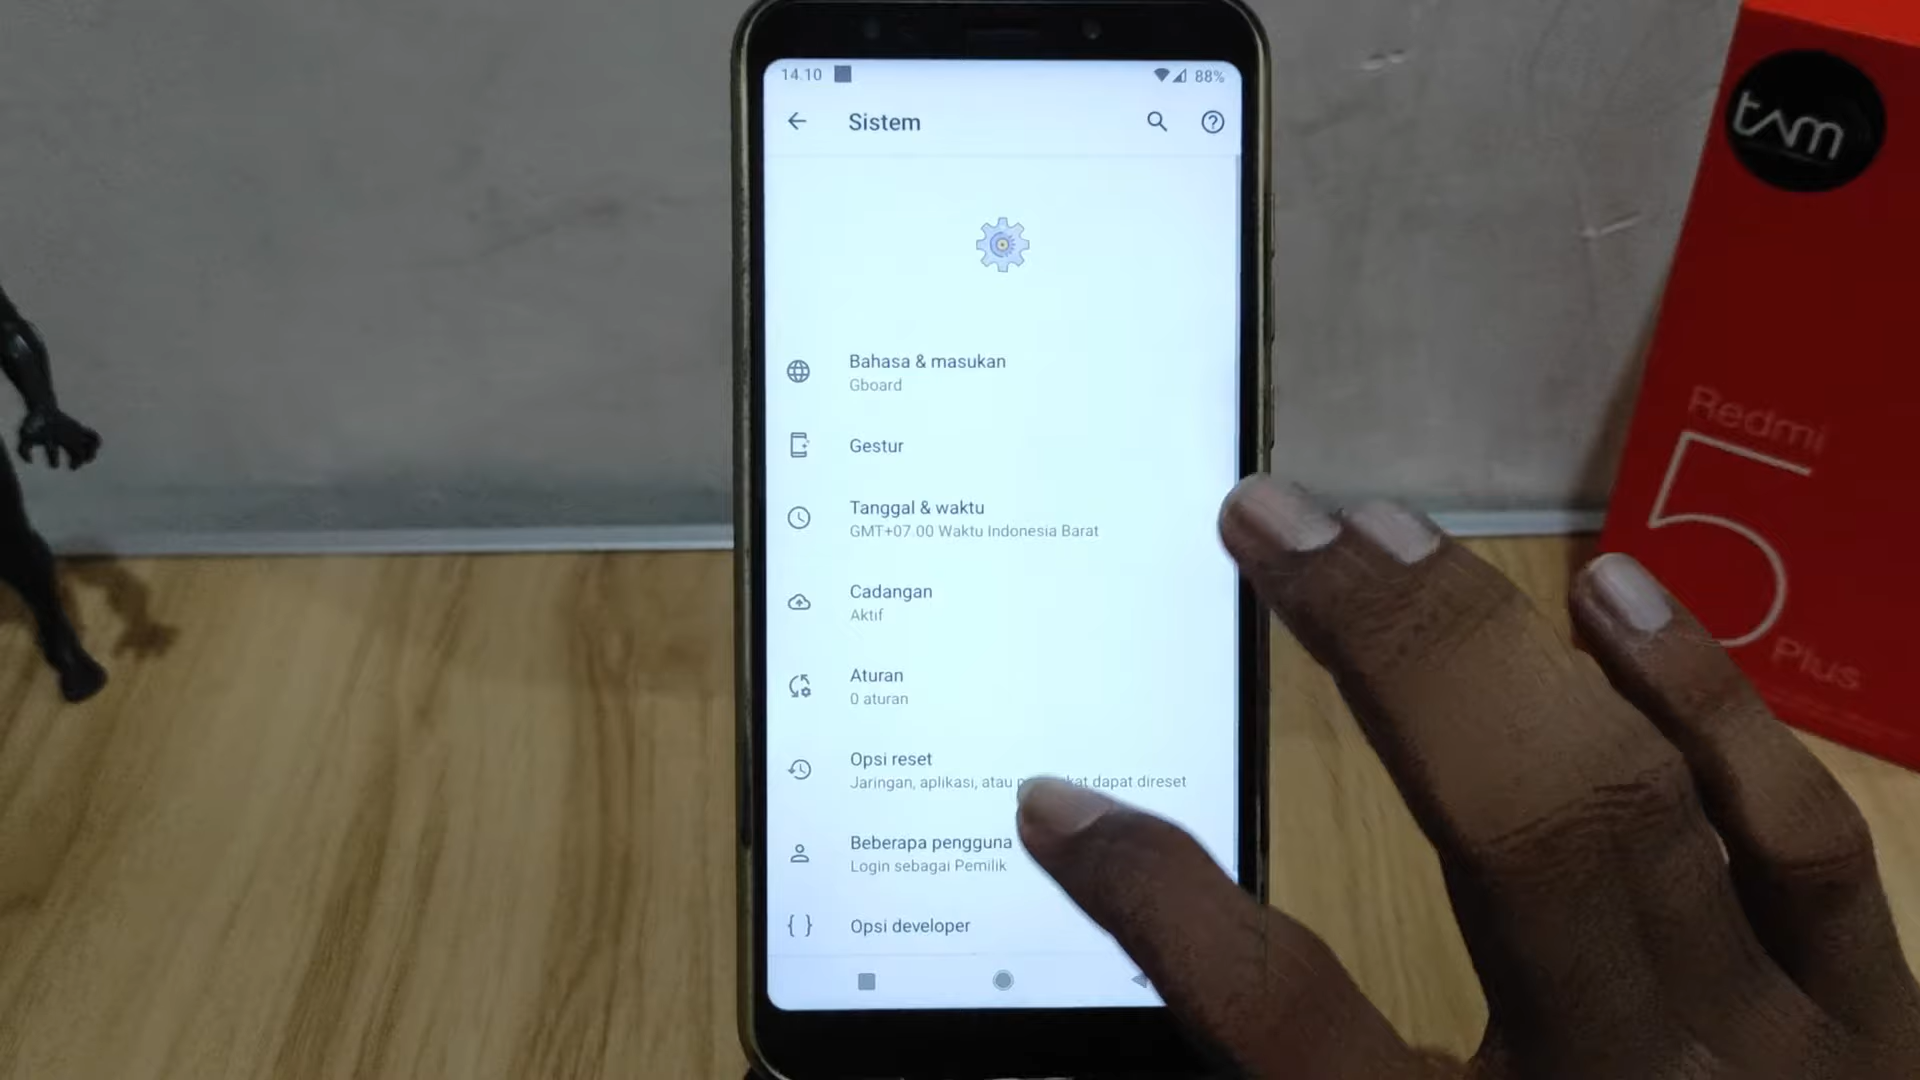 14.10
88%
Sistem
Bahasa & masukan
Gboard
Gestur
Tanggal & waktu
GMT+07.00 Waktu Indonesia Barat
Cadangan
Aktif
Aturan
0 aturan
Opsi reset
Jaringan, aplikasi, atau dapat direset
Beberapa pengguna
Login sebagai Pemilik
{ } Opsi developer
tam
Redmi
5
Plus